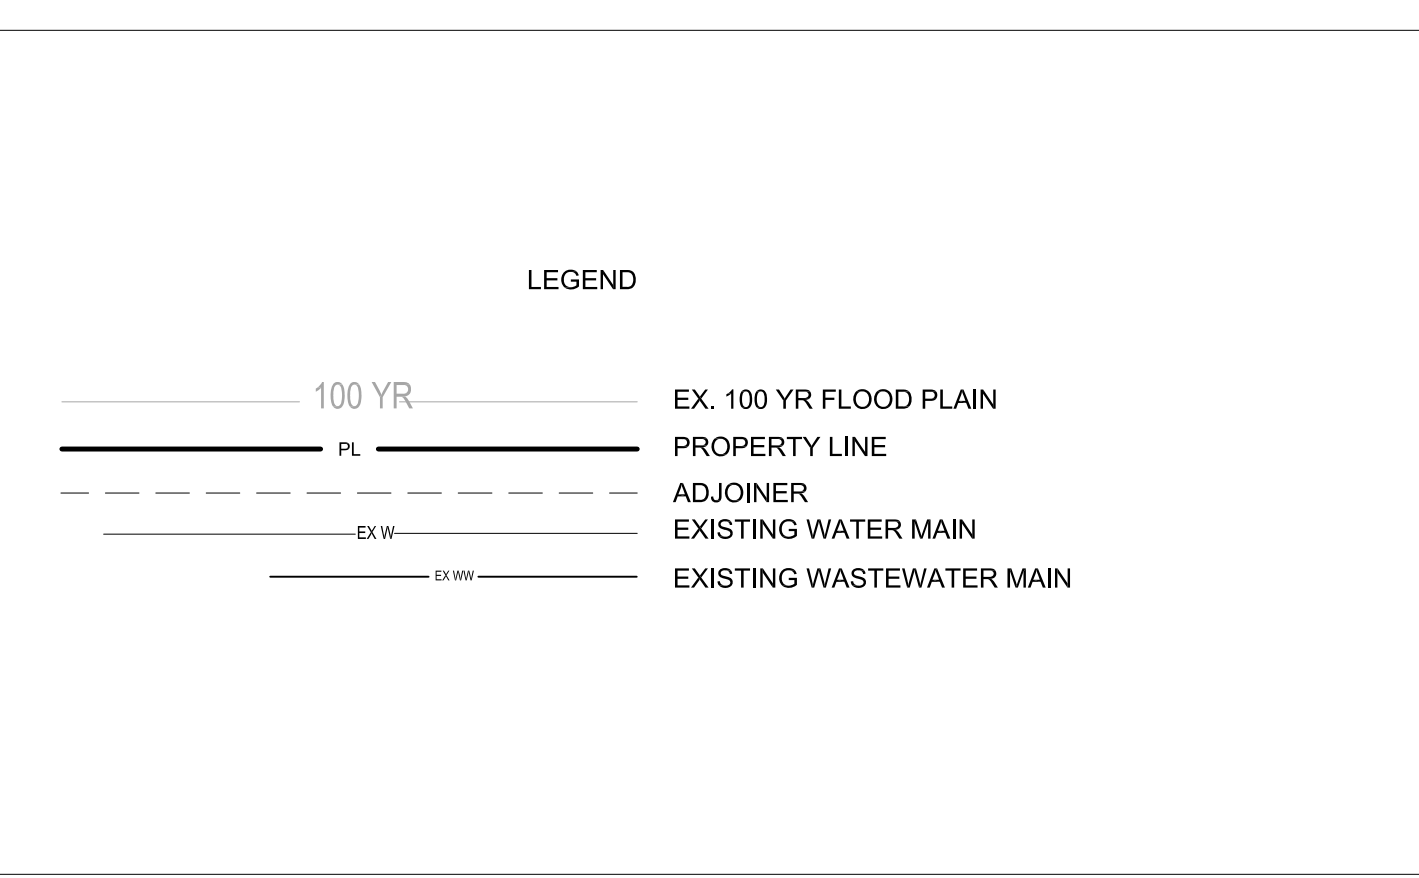 LEGEND
100 YR EX. 100 YR FLOOD PLAIN
PL PROPERTY LINE
ADJOINER
EX W EXISTING WATER MAIN
EX WW EXISTING WASTEWATER MAIN